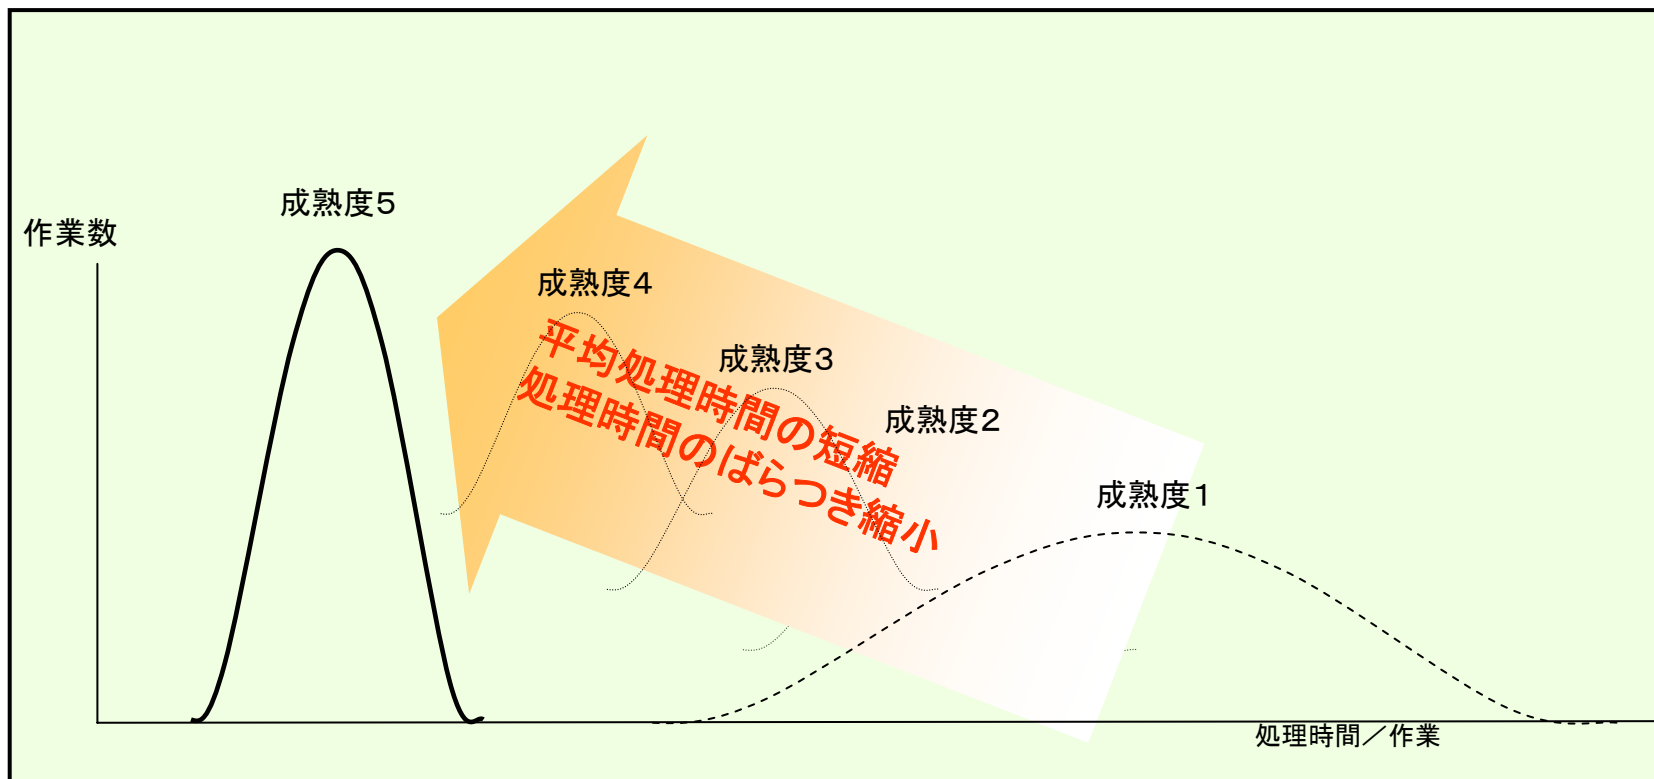 成熟度5
作業数
成熟度4
成熟度3
成熟度2
成熟度1
平均処理時間の短縮
処理時間のばらつき縮小
処理時間／作業